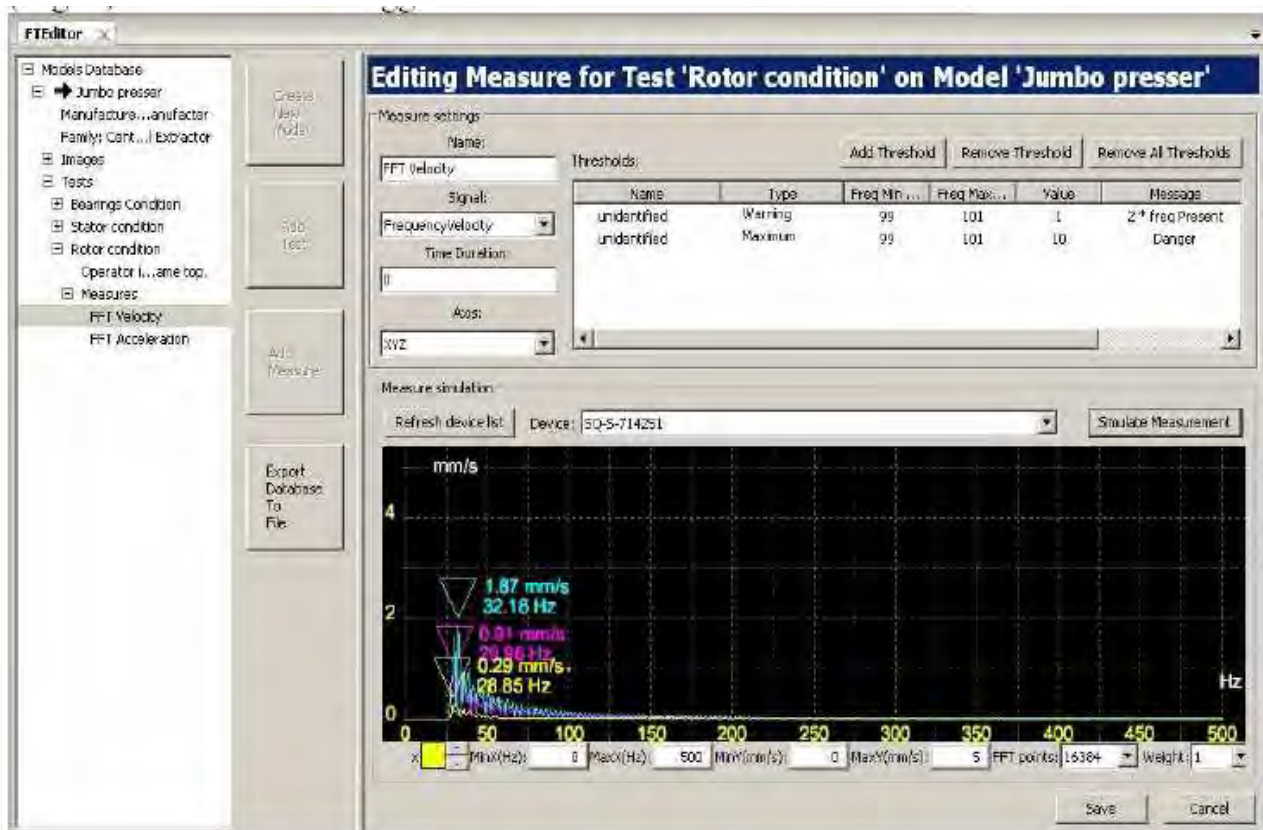 FTEditor
Models Database
Jumbo presser
Manufacture...anufacter
Family: Cent...l Extractor
Images
Tests
Bearings Condition
Stator condition
Rotor condition
Operator i...ame top.
Measures
FFT Velocity
FFT Acceleration
Create
New
Model
Add
Test
Add
Measure
Export
Database
To
File
Editing Measure for Test 'Rotor condition' on Model 'Jumbo presser'
Measure settings
Name:
FFT Velocity
Signal:
FrequencyVelocity
Time Duration:
0
Axis:
XYZ
Thresholds:
Add Threshold Remove Threshold Remove All Thresholds
Name Type Freq Min ... Freq Max... Value Message
unidentified Warning 99 101 1 2 * freq Present
unidentified Maximum 99 101 10 Danger
Measure simulation
Refresh device list Device: SQ-S-714251 Simulate Measurement
mm/s
4
1.87 mm/s
32.18 Hz
2
0.91 mm/s
0.29 mm/s
28.85 Hz
Hz
0
0 50 100 150 200 250 300 350 400 450 500
x MinX(Hz): 0 MaxX(Hz): 500 MinY(mm/s): 0 MaxY(mm/s): 5 FFT points: 16384 Weight: 1
Save Cancel